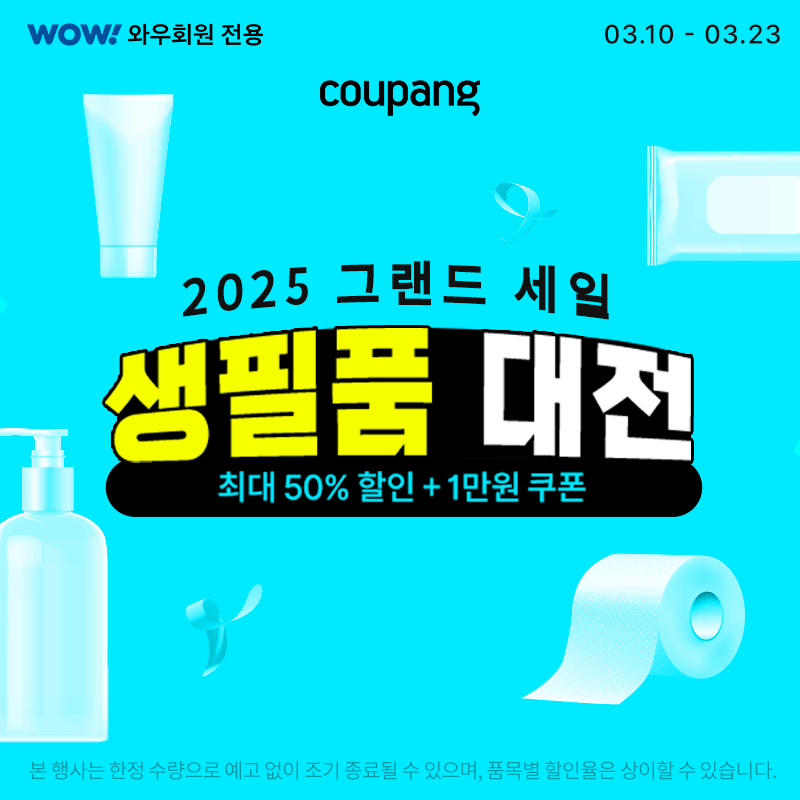 WOW! 와우회원 전용
03.10 - 03.23
coupang
2025 그랜드 세일
생필품 대전
최대 50% 할인 + 1만원 쿠폰
본 행사는 한정 수량으로 예고 없이 조기 종료될 수 있으며, 품목별 할인율은 상이할 수 있습니다.